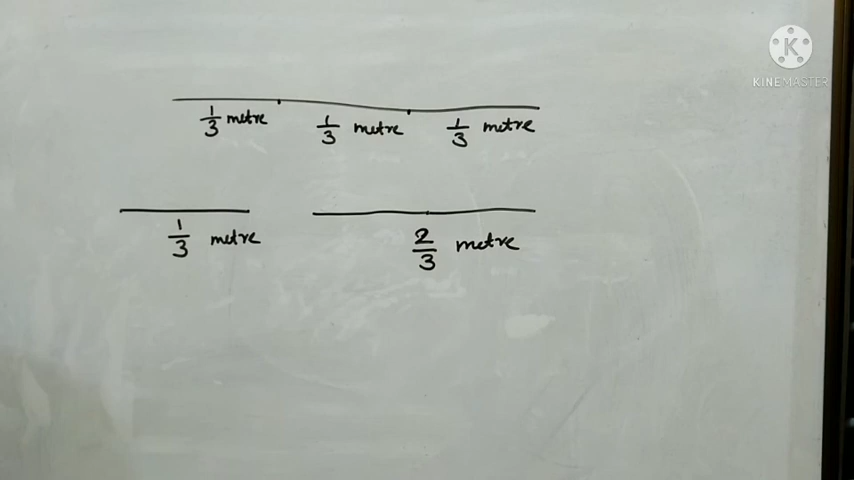 K
KINEMASTER
1/3 metre 1/3 metre 1/3 metre
1/3 metre 2/3 metre